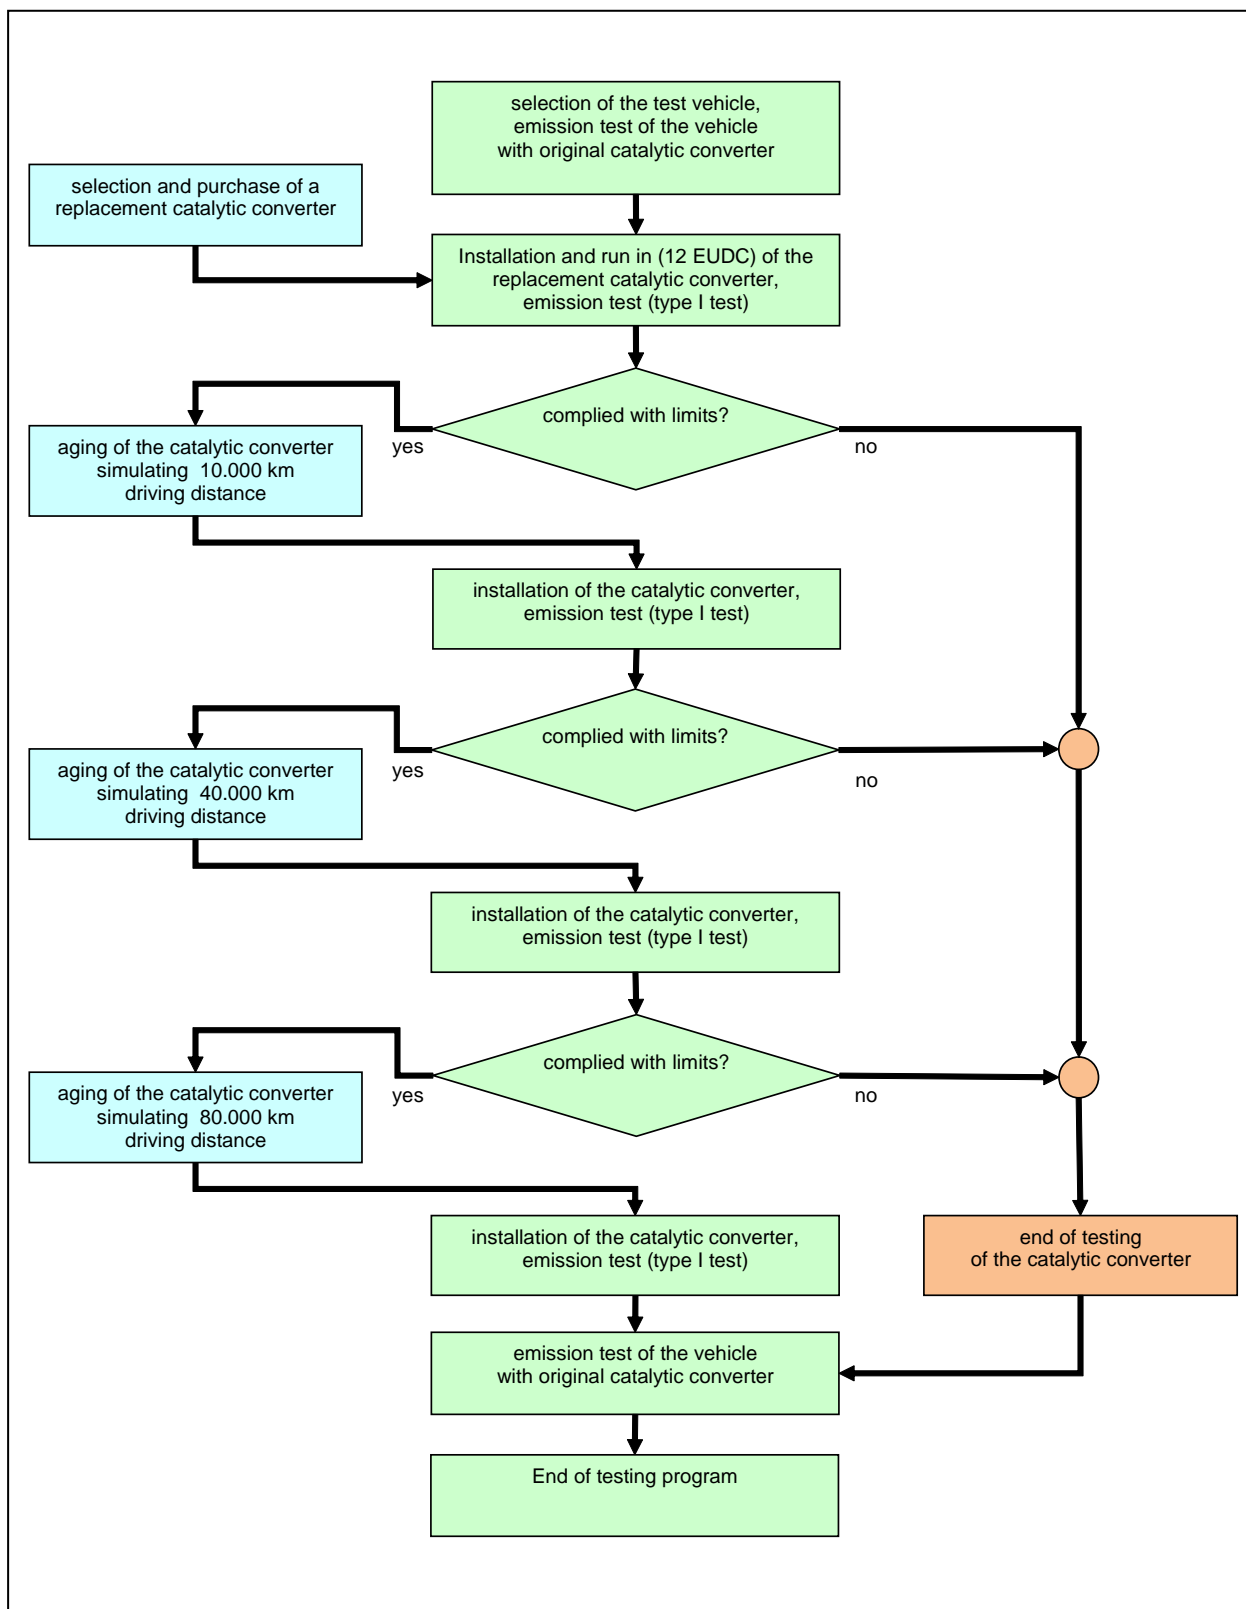 selection of the test vehicle,
emission test of the vehicle
with original catalytic converter
selection and purchase of a
replacement catalytic converter
Installation and run in (12 EUDC) of the
replacement catalytic converter,
emission test (type I test)
complied with limits?
yes
no
aging of the catalytic converter
simulating  10.000 km
driving distance
installation of the catalytic converter,
emission test (type I test)
complied with limits?
yes
no
aging of the catalytic converter
simulating  40.000 km
driving distance
installation of the catalytic converter,
emission test (type I test)
complied with limits?
yes
no
aging of the catalytic converter
simulating  80.000 km
driving distance
installation of the catalytic converter,
emission test (type I test)
end of testing
of the catalytic converter
emission test of the vehicle
with original catalytic converter
End of testing program